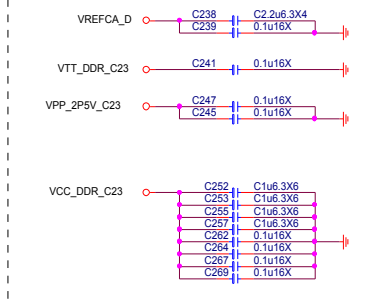 VREFCA_D C238 C2.2u6.3X4
C239 0.1u16X
VTT_DDR_C23 C241 0.1u16X
VPP_2P5V_C23 C247 0.1u16X
C245 0.1u16X
VCC_DDR_C23 C252 C1u6.3X6
C253 C1u6.3X6
C255 C1u6.3X6
C257 C1u6.3X6
C262 0.1u16X
C264 0.1u16X
C267 0.1u16X
C269 0.1u16X